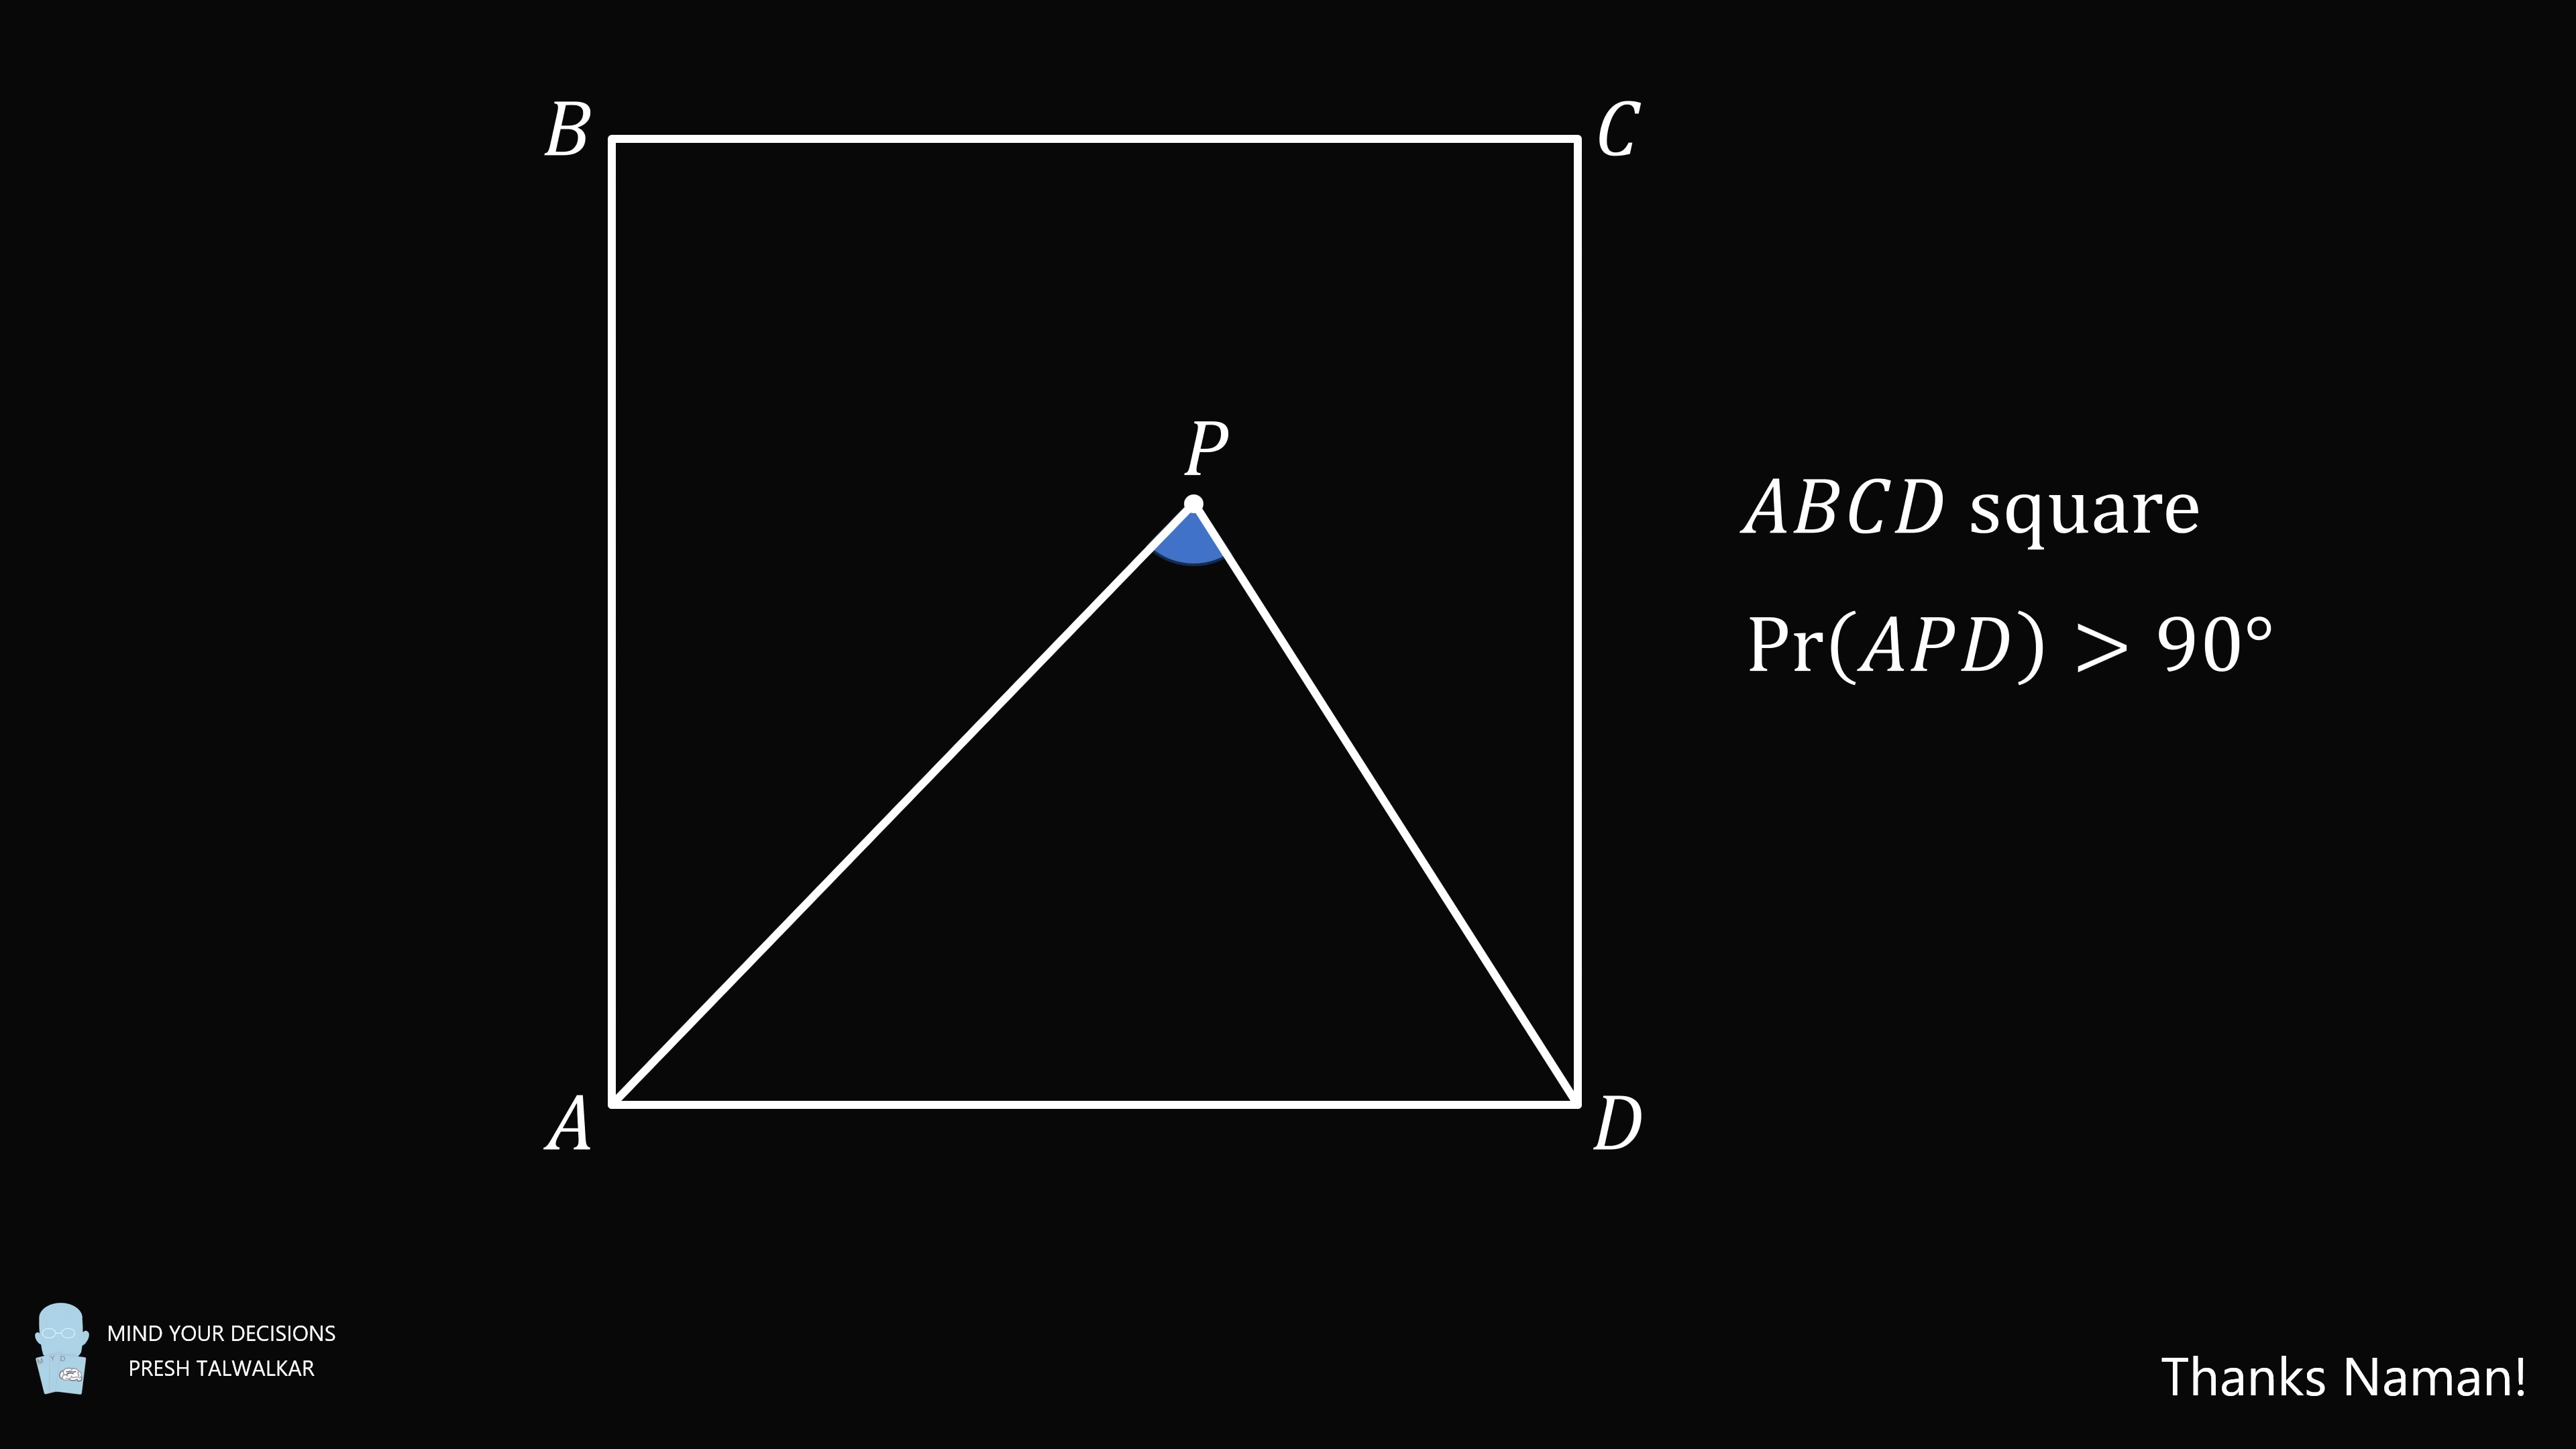 B
C
P
ABCD square
Pr(APD) > 90°
A
D
MIND YOUR DECISIONS
PRESH TALWALKAR
Thanks Naman!